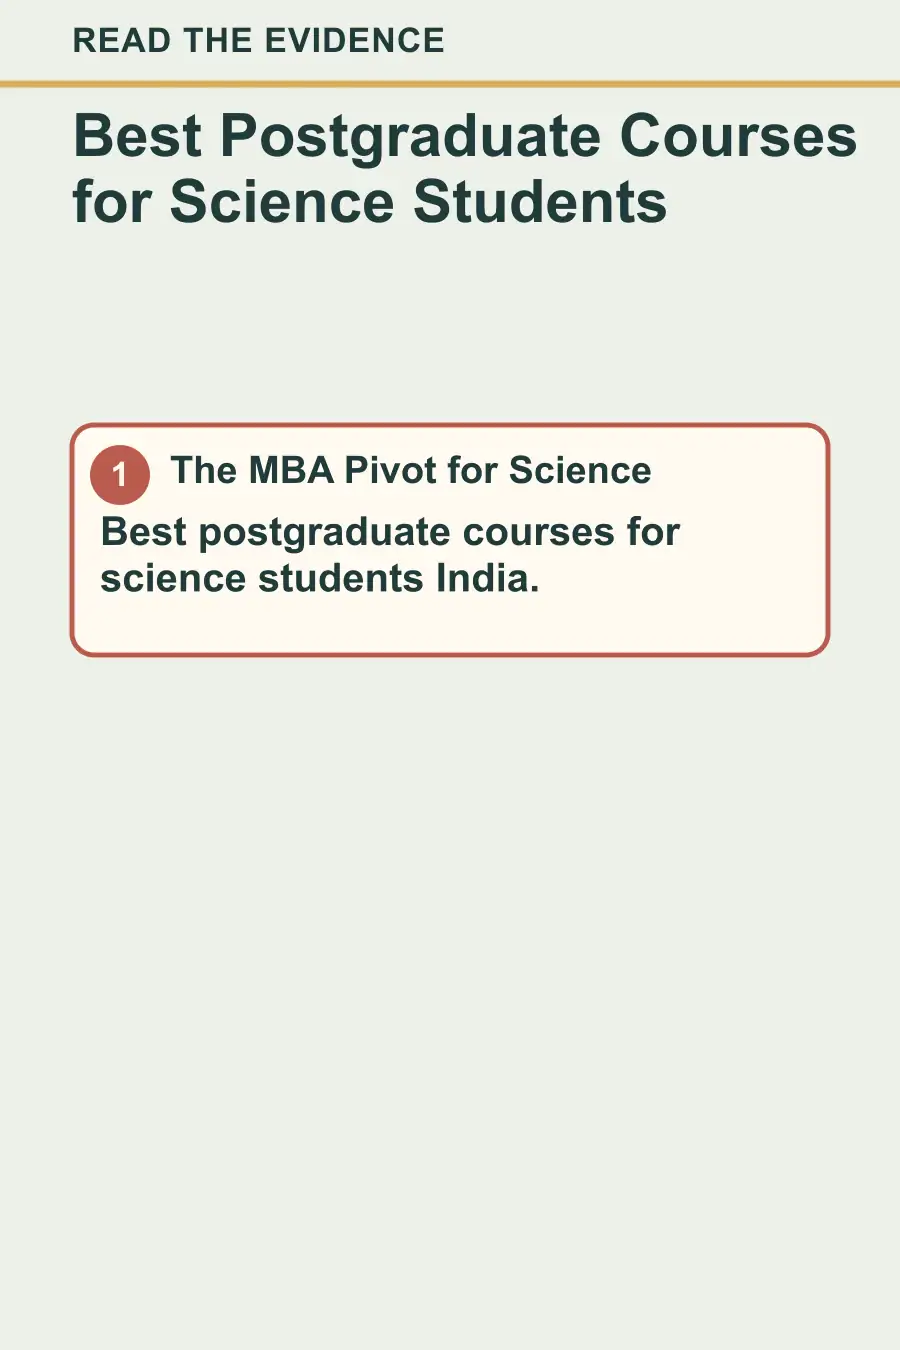 READ THE EVIDENCE
Best Postgraduate Courses
for Science Students
1 The MBA Pivot for Science
Best postgraduate courses for
science students India.